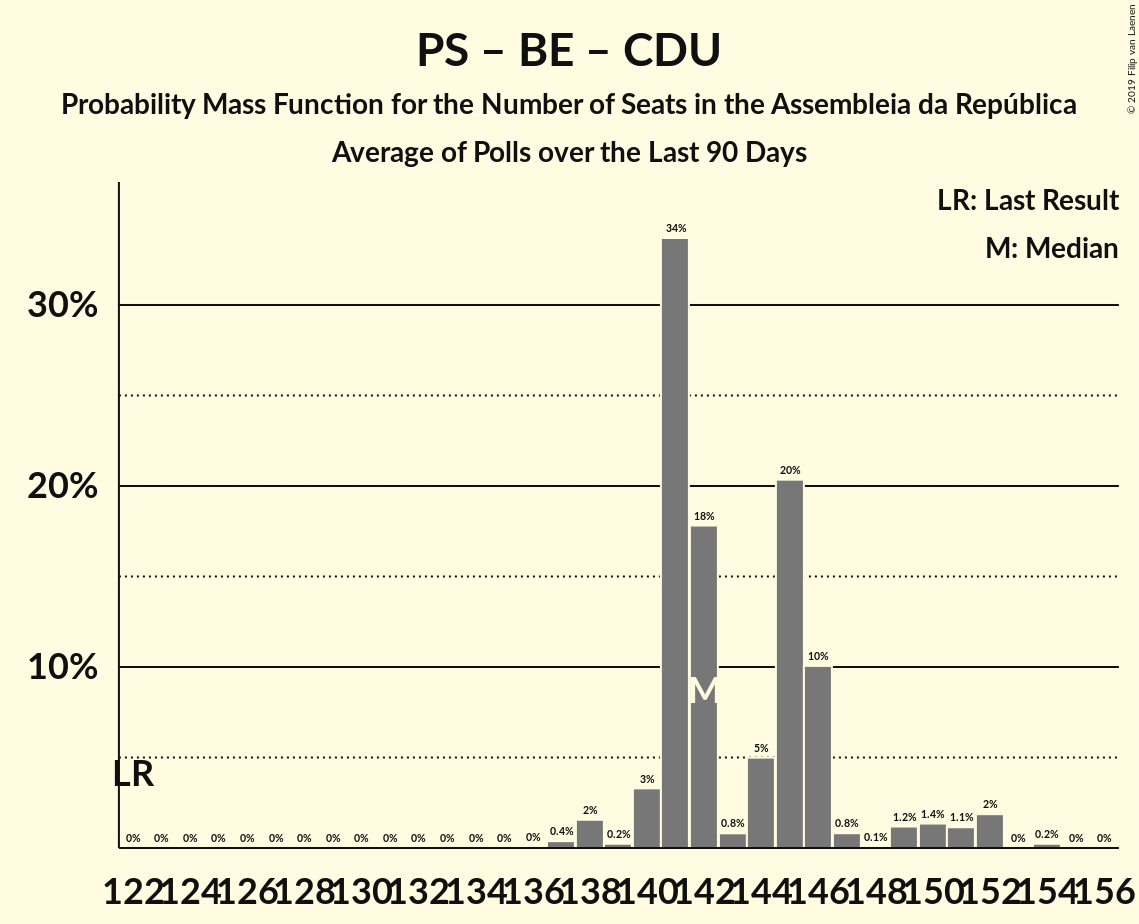 PS – BE – CDU
Probability Mass Function for the Number of Seats in the Assembleia da República
Average of Polls over the Last 90 Days
© 2019 Filip van Laenen
LR: Last Result
M: Median
34%
30%
20%
20%
18%
10%
10%
M
5%
LR
3%
2%
2%
0% 0% 0% 0% 0% 0% 0% 0% 0% 0% 0% 0% 0% 0% 0% 0.4% 0.2% 0.8% 0.8% 0.1% 1.2% 1.4% 1.1% 0% 0.2% 0% 0%
122 124 126 128 130 132 134 136 138 140 142 144 146 148 150 152 154 156